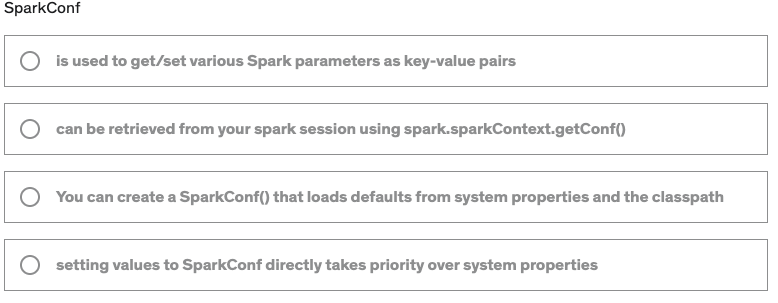 SparkConf
is used to get/set various Spark parameters as key-value pairs
can be retrieved from your spark session using spark.sparkContext.getConf()
You can create a SparkConf() that loads defaults from system properties and the classpath
setting values to SparkConf directly takes priority over system properties